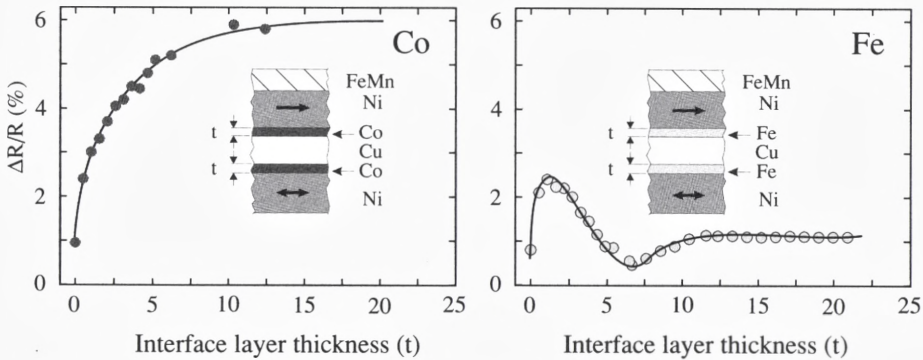 6
4
2
0
ΔR/R (%)
Co
FeMn
Ni
t
Co
Cu
t
Co
Ni
0
5
10
15
20
25
Interface layer thickness (t)
6
4
2
0
Fe
FeMn
Ni
t
Fe
Cu
t
Fe
Ni
0
5
10
15
20
25
Interface layer thickness (t)